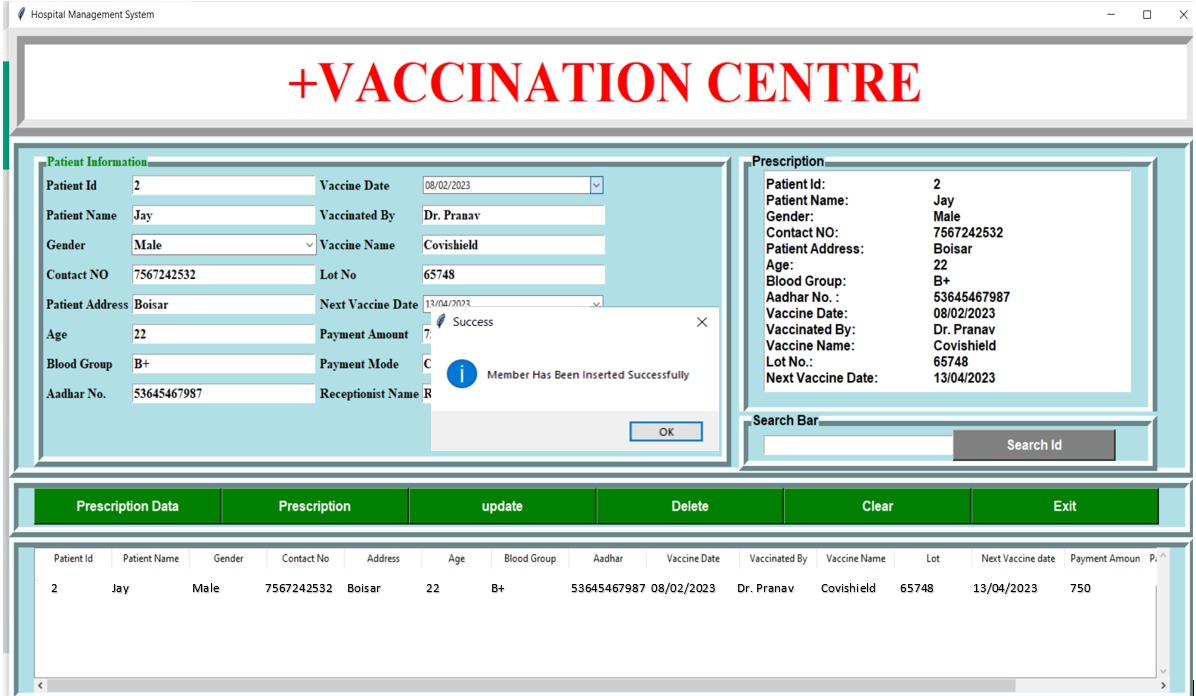 Hospital Management System
+VACCINATION CENTRE
Patient Information
Patient Id 2 Vaccine Date 08/02/2023
Patient Name Jay Vaccinated By Dr. Pranav
Gender Male Vaccine Name Covishield
Contact NO 7567242532 Lot No 65748
Patient Address Boisar Next Vaccine Date 13/04/2023
Age 22 Payment Amount 7
Blood Group B+ Payment Mode C
Aadhar No. 53645467987 Receptionist Name R
Success
Member Has Been Inserted Successfully
OK
Prescription
Patient Id: 2
Patient Name: Jay
Gender: Male
Contact NO: 7567242532
Patient Address: Boisar
Age: 22
Blood Group: B+
Aadhar No. : 53645467987
Vaccine Date: 08/02/2023
Vaccinated By: Dr. Pranav
Vaccine Name: Covishield
Lot No.: 65748
Next Vaccine Date: 13/04/2023
Search Bar
Search Id
Prescription Data Prescription update Delete Clear Exit
Patient Id Patient Name Gender Contact No Address Age Blood Group Aadhar Vaccine Date Vaccinated By Vaccine Name Lot Next Vaccine date Payment Amoun
2 Jay Male 7567242532 Boisar 22 B+ 53645467987 08/02/2023 Dr. Pranav Covishield 65748 13/04/2023 750